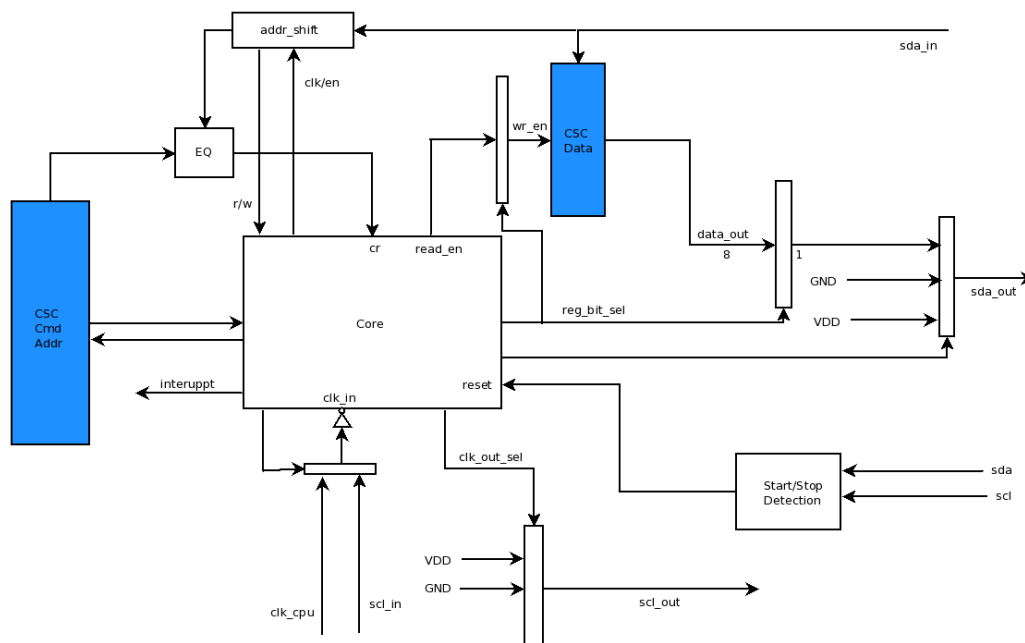 addr_shift
sda_in
clk/en
wr_en
CSC
Data
EQ
r/w
cr
read_en
data_out
8
1
GND
sda_out
VDD
CSC
Cmd
Addr
Core
reg_bit_sel
interuppt
clk_in
reset
clk_out_sel
Start/Stop
Detection
sda
scl
VDD
GND
clk_cpu
scl_in
scl_out